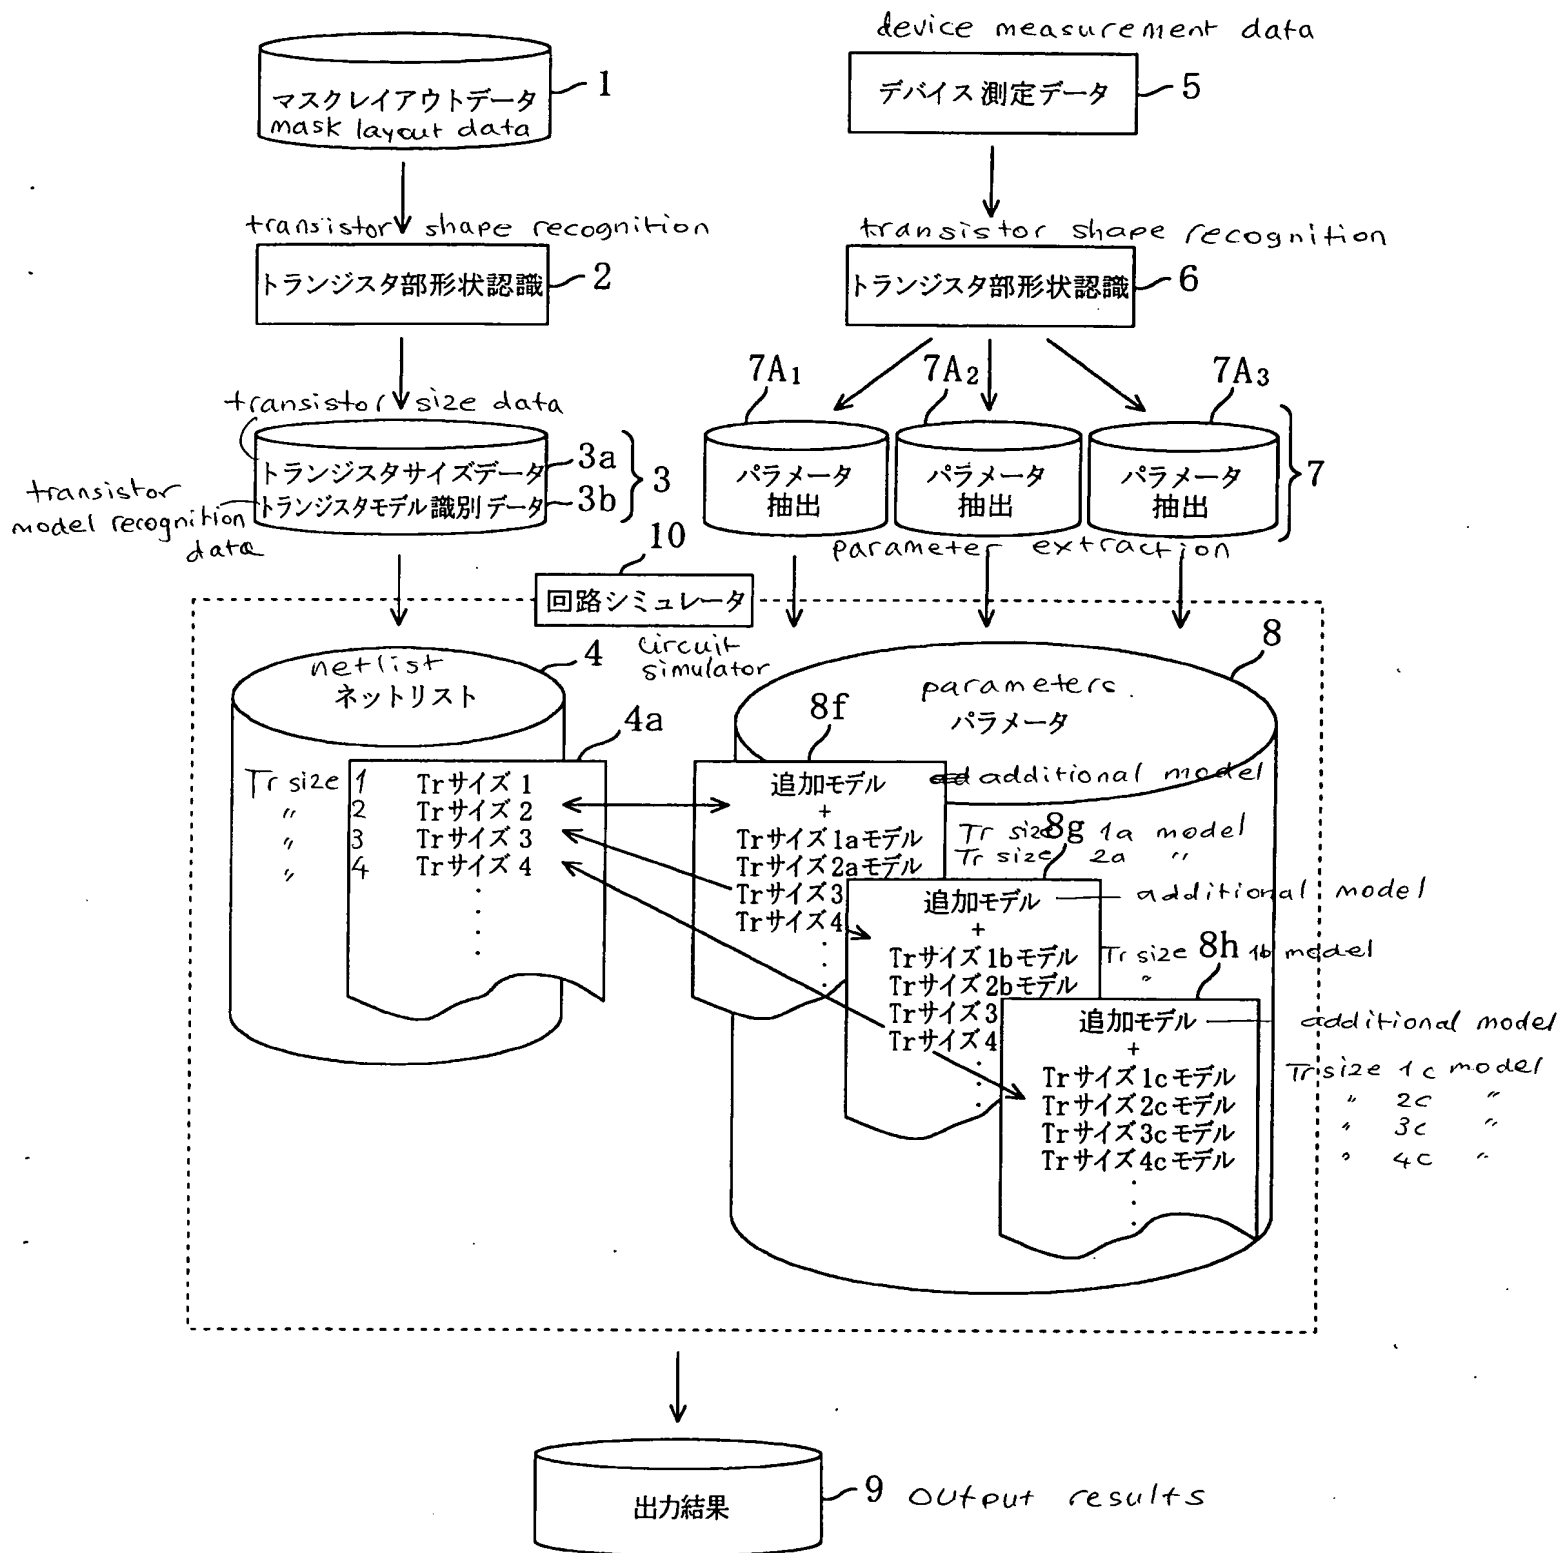 device measurement data
1
マスクレイアウトデータ
mask layout data
デバイス測定データ
5
transistor shape recognition
トランジスタ部形状認識
2
transistor shape recognition
トランジスタ部形状認識
6
transistor size data
トランジスタサイズデータ
3a
トランジスタモデル識別データ
3b
3
transistor
model recognition
data
7A1
7A2
7A3
パラメータ
抽出
パラメータ
抽出
パラメータ
抽出
7
parameter extraction
10
回路シミュレータ
circuit
simulator
netlist
ネットリスト
4
parameters.
パラメータ
8
4a
Tr size 1
" 2
" 3
" 4
Trサイズ1
Trサイズ2
Trサイズ3
Trサイズ4
8f
追加モデル
+
Trサイズ1aモデル
Trサイズ2aモデル
Trサイズ3
Trサイズ4
additional model
Tr size 1a model
Tr size 2a "
8g
追加モデル
+
Trサイズ1bモデル
Trサイズ2bモデル
Trサイズ3
Trサイズ4
additional model
Tr size 1b model
"
8h
追加モデル
+
Trサイズ1cモデル
Trサイズ2cモデル
Trサイズ3cモデル
Trサイズ4cモデル
additional model
Tr size 1c model
" 2c "
" 3c "
" 4c "
出力結果
9
output results